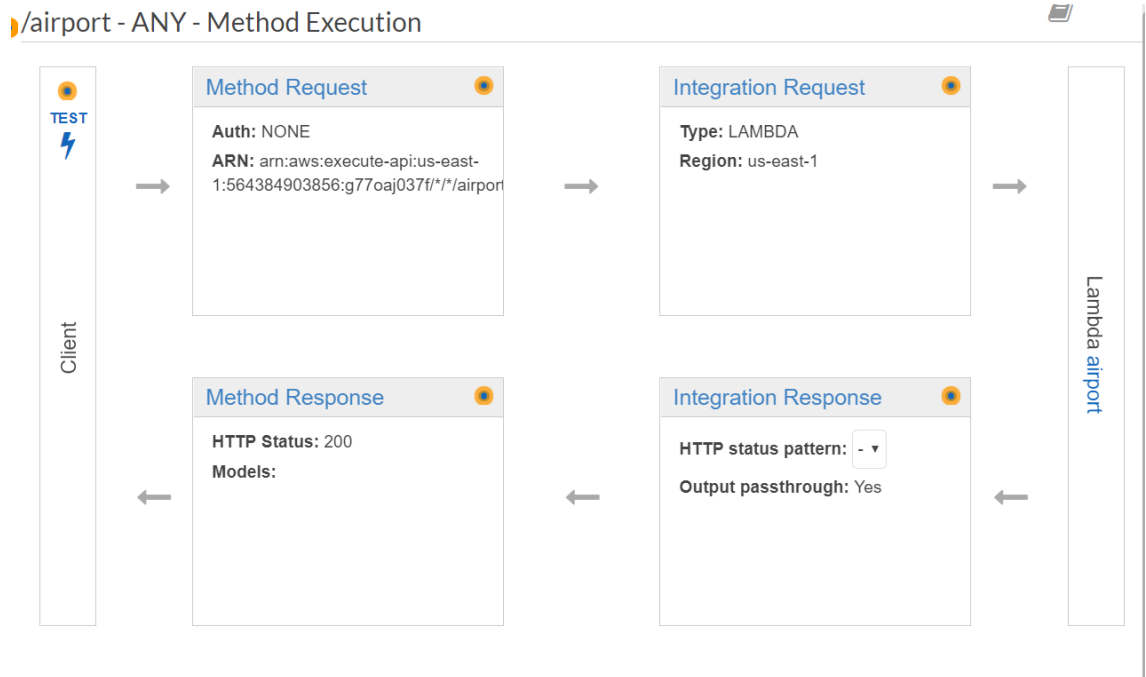 /airport - ANY - Method Execution
TEST
Client
Method Request
Auth: NONE
ARN: arn:aws:execute-api:us-east-
1:564384903856:g77oaj037f/*/*/airport
Integration Request
Type: LAMBDA
Region: us-east-1
Lambda airport
Method Response
HTTP Status: 200
Models:
Integration Response
HTTP status pattern: -
Output passthrough: Yes